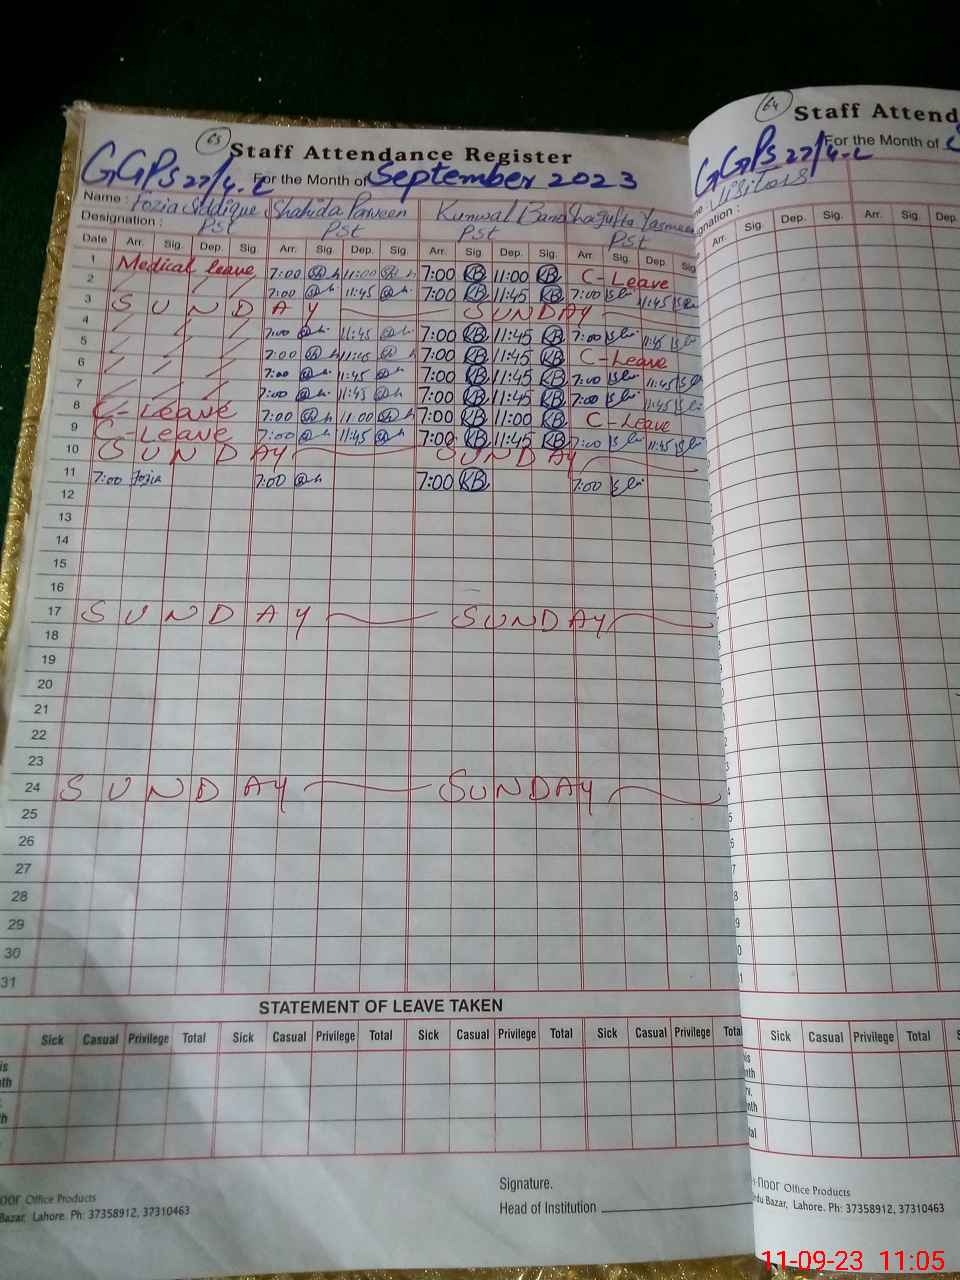 63 Staff Attendance Register
GGPS 27/4-L For the Month of September 2023
Name : Fozia Siddique Shahida Parveen Kunwal Bano Shagufta Yasmeen
Designation : Pst Pst Pst Pst
Date Arr. Sig. Dep. Sig. Arr. Sig. Dep. Sig. Arr. Sig. Dep. Sig. Arr. Sig. Dep. Sig.
1 Medical leave 7:00 11:00 7:00 KB 11:00 KB C-Leave
2 7:00 11:45 7:00 KB 11:45 KB 7:00 11:45
3 SUNDAY SUNDAY
4 7:00 11:45 7:00 KB 11:45 KB 7:00 11:45
5 7:00 11:45 7:00 KB 11:45 KB C-Leave
6 7:00 11:45 7:00 KB 11:45 KB 7:00 11:45
7 7:00 11:45 7:00 KB 11:45 KB 7:00 11:45
8 C-Leave 7:00 11:00 7:00 KB 11:00 KB C-Leave
9 C-Leave 7:00 11:45 7:00 KB 11:45 KB 7:00 11:45
10 SUNDAY SUNDAY
11 7:00 Fozia 7:00 7:00 KB 7:00
12
13
14
15
16
17 SUNDAY SUNDAY
18
19
20
21
22
23
24 SUNDAY SUNDAY
25
26
27
28
29
30
31
STATEMENT OF LEAVE TAKEN
Sick Casual Privilege Total Sick Casual Privilege Total Sick Casual Privilege Total Sick Casual Privilege Total
Signature.
Head of Institution
noor Office Products
Bazar, Lahore. Ph: 37358912, 37310463
64 Staff Attend
GGPS 27/4-L For the Month of
Visitors
Arr. Sig. Dep. Sig. Arr. Sig. Dep.
Sick Casual Privilege Total
noor Office Products
Bazar, Lahore. Ph: 37358912, 37310463
11-09-23 11:05